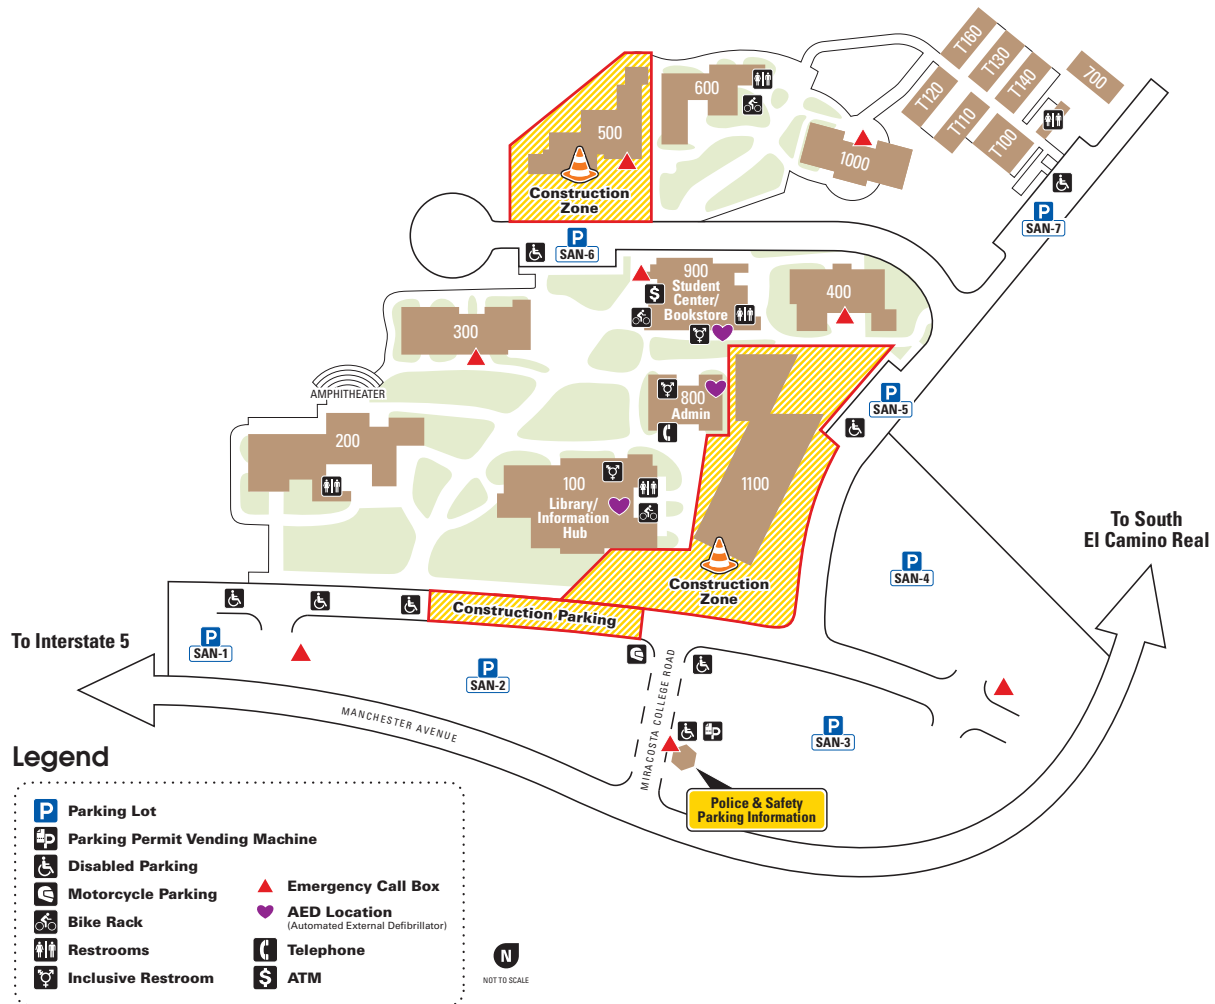 T160
T130
T140
700
T120
T110
T100
600
500
1000
Construction
Zone
P
SAN-7
P
SAN-6
900
Student
Center/
Bookstore
$
400
300
AMPHITHEATER
800
Admin
P
SAN-5
200
100
Library/
Information
Hub
1100
To South
El Camino Real
P
SAN-4
Construction
Zone
Construction Parking
To Interstate 5
P
SAN-1
P
SAN-2
MIRACOSTA COLLEGE ROAD
MANCHESTER AVENUE
P
P
SAN-3
Police & Safety
Parking Information
Legend
P Parking Lot
P Parking Permit Vending Machine
Disabled Parking
Motorcycle Parking
Bike Rack
Restrooms
Inclusive Restroom
Emergency Call Box
AED Location
(Automated External Defibrillator)
Telephone
$ ATM
N
NOT TO SCALE